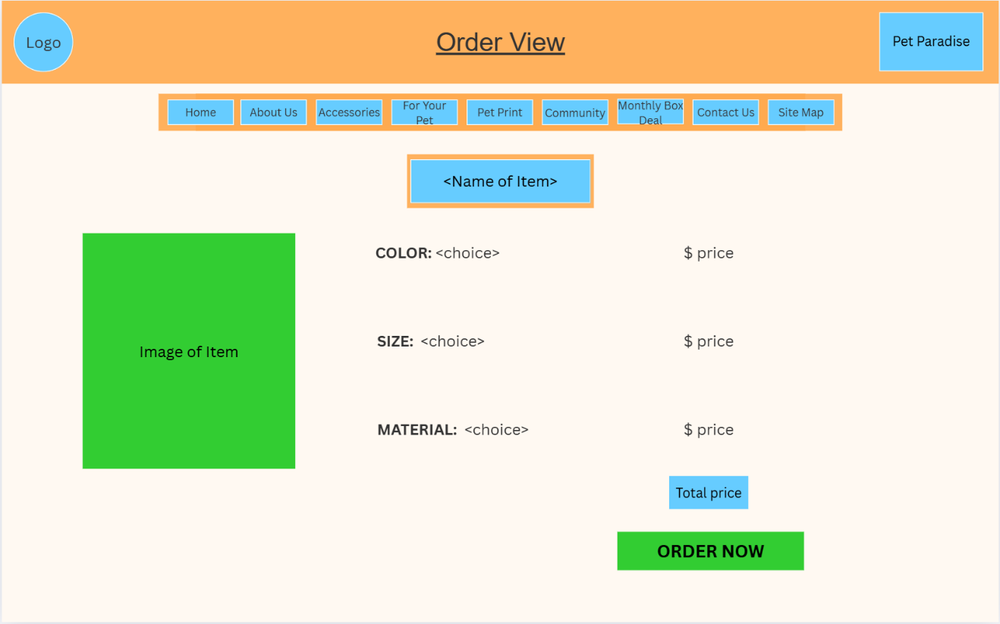 Logo
Order View
Pet Paradise
Home
About Us
Accessories
For Your
Pet
Pet Print
Community
Monthly Box
Deal
Contact Us
Site Map
<Name of Item>
Image of Item
COLOR: <choice>
$ price
SIZE: <choice>
$ price
MATERIAL: <choice>
$ price
Total price
ORDER NOW